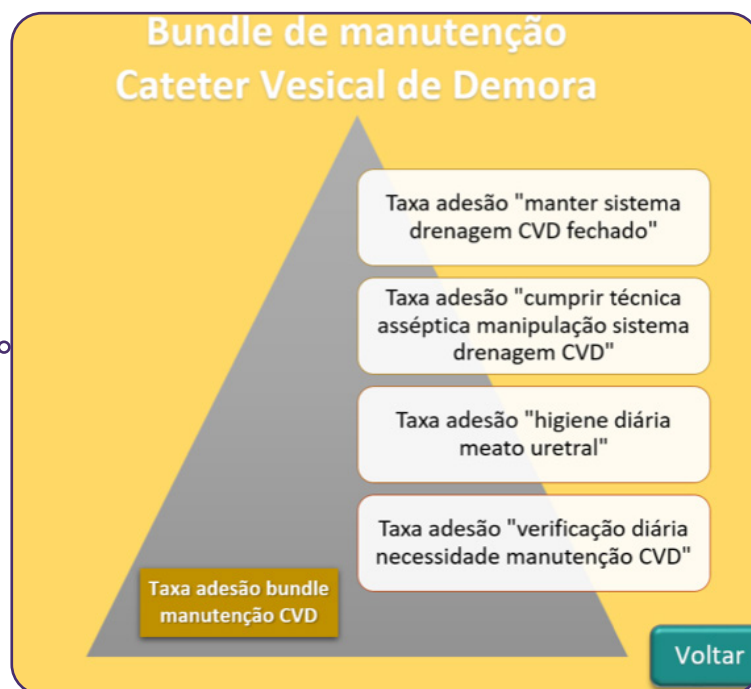 Bundle de manutenção
Cateter Vesical de Demora
Taxa adesão "manter sistema
drenagem CVD fechado"
Taxa adesão "cumprir técnica
asséptica manipulação sistema
drenagem CVD"
Taxa adesão "higiene diária
meato uretral"
Taxa adesão "verificação diária
necessidade manutenção CVD"
Taxa adesão bundle
manutenção CVD
Voltar